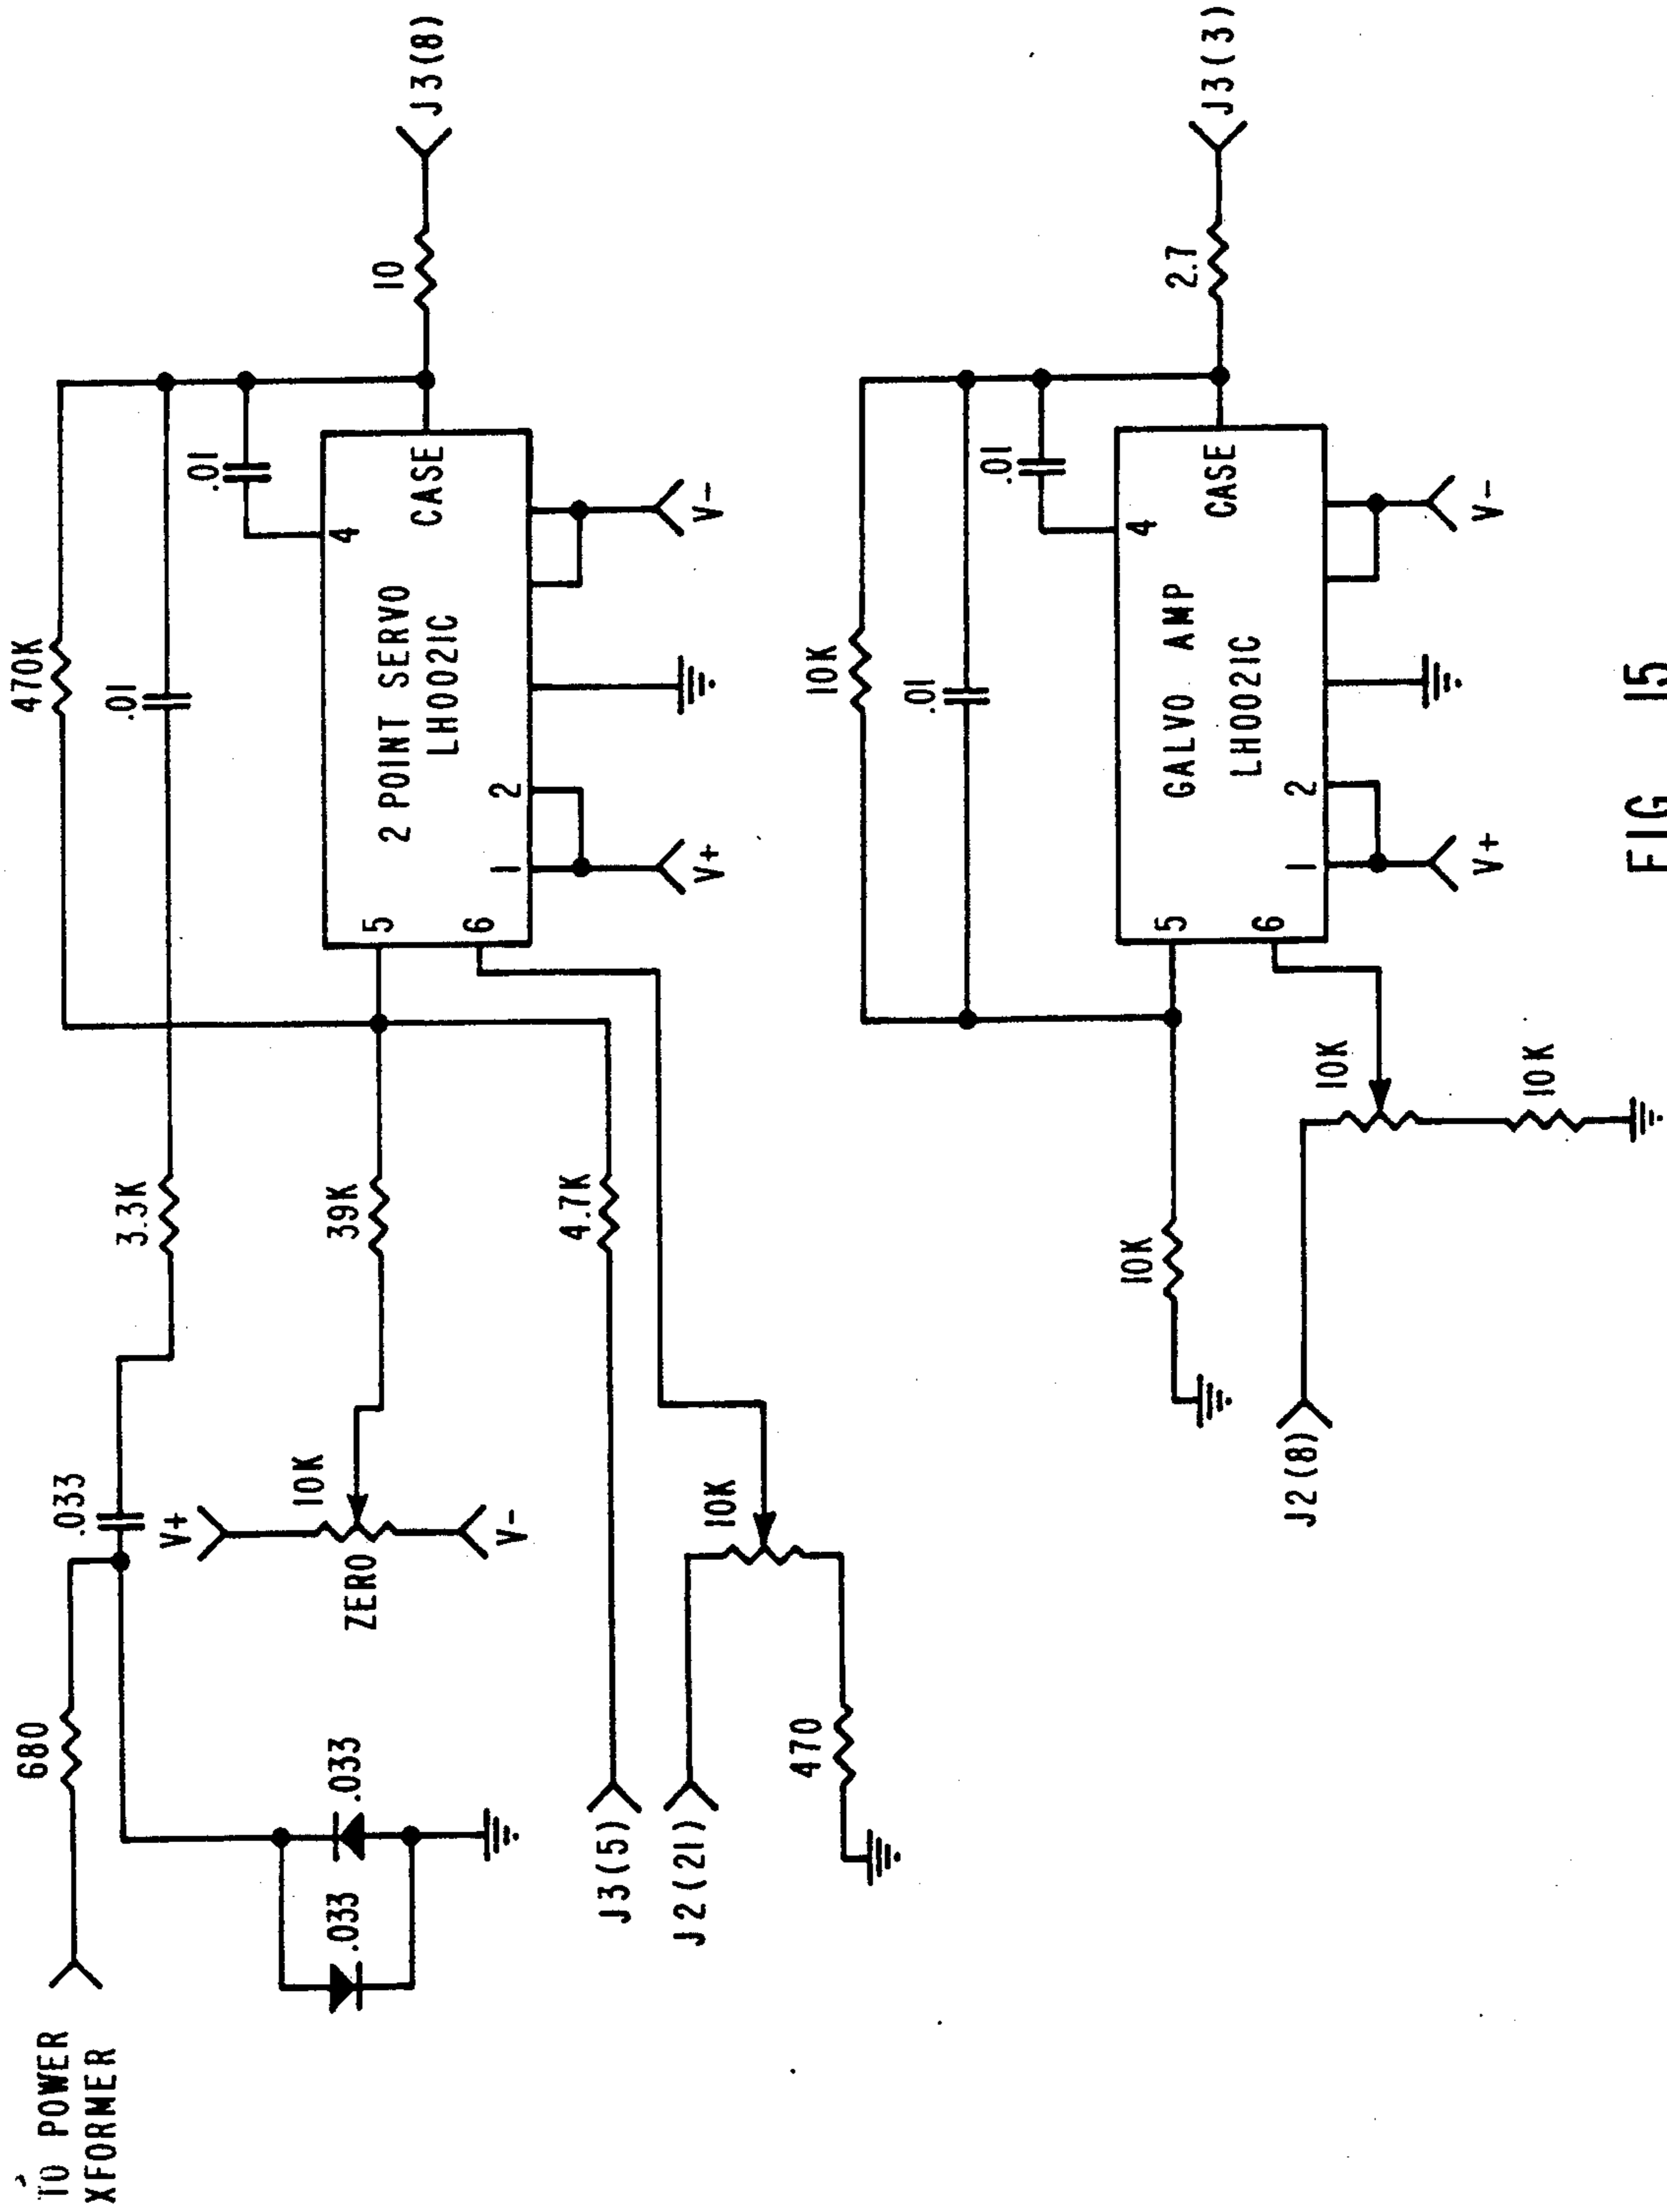 TO POWER
XFORMER
680
.033
3.3K
.01
470K
.033
.033
V+
10K
ZERO
V-
39K
4.7K
J3(5)
J2(21)
10K
470
5
6
4
2 POINT SERVO
LH0021C
CASE
1
2
V+
V-
.01
10
J3(8)
10K
.01
.01
10K
J2(8)
10K
10K
5
6
4
GALVO AMP
LH0021C
CASE
1
2
V+
V-
2.7
J3(3)
FIG 15